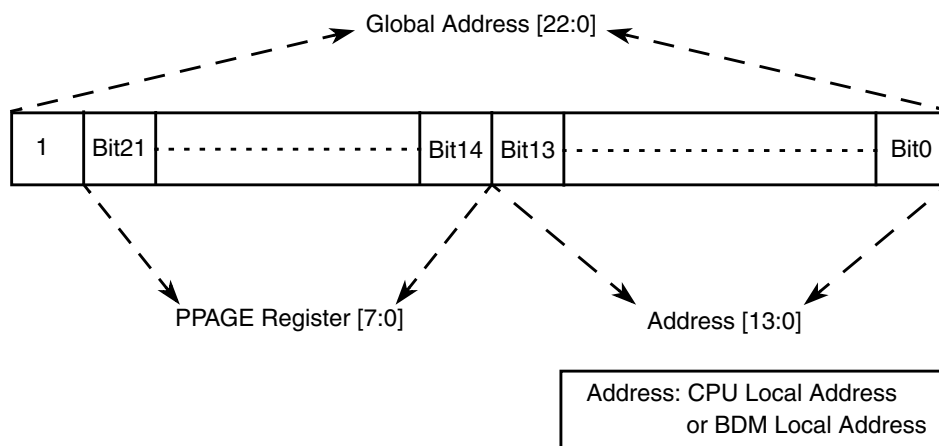 Global Address [22:0]
1 Bit21 Bit14 Bit13 Bit0
PPAGE Register [7:0] Address [13:0]
Address: CPU Local Address
or BDM Local Address